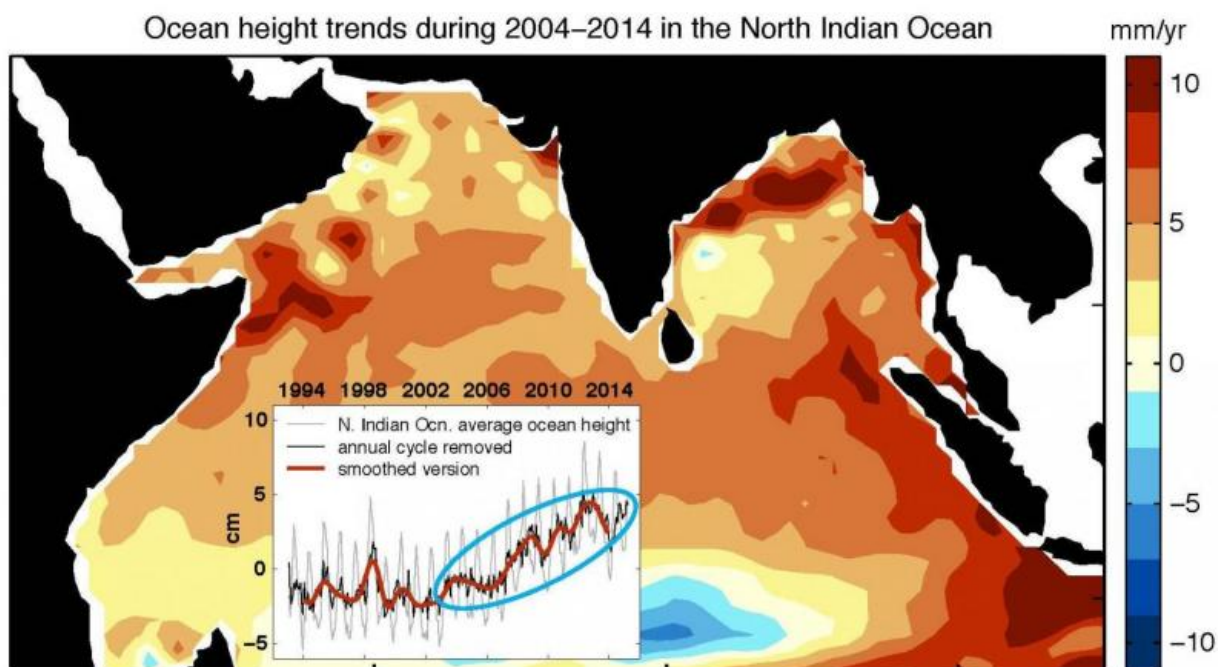 Ocean height trends during 2004–2014 in the North Indian Ocean
mm/yr
10
5
0
−5
−10
1994 1998 2002 2006 2010 2014
10
5
0
−5
cm
N. Indian Ocn. average ocean height
annual cycle removed
smoothed version